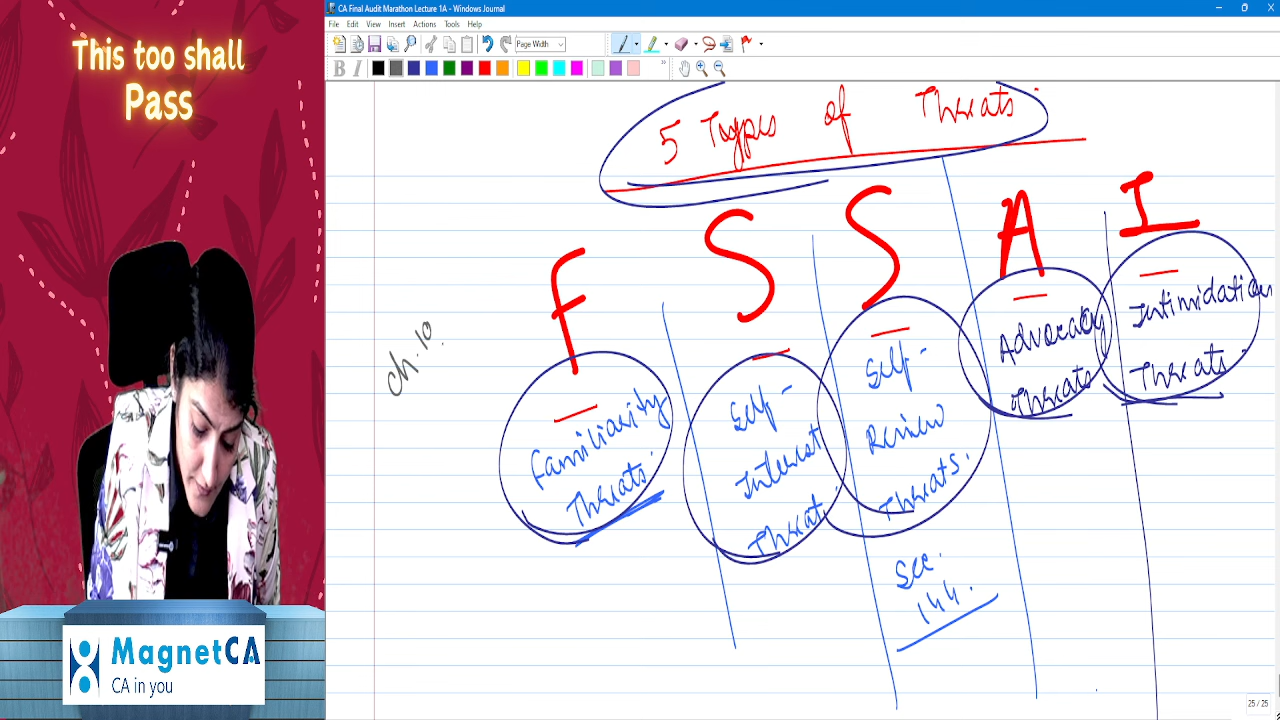 This too shall
Pass
CA Final Audit Marathon Lecture 1A - Windows Journal
File Edit View Insert Actions Tools Help
Page Width
B I
5 Types of Threats.
F S S A I
Ch. 10.
Familiarity
Threats.
Self-
Interest
Threat.
Self-
Review
Threats.
Sec.
144.
Advocacy
Threats
Intimidation
Threats.
MagnetCA
CA in you
25 / 25